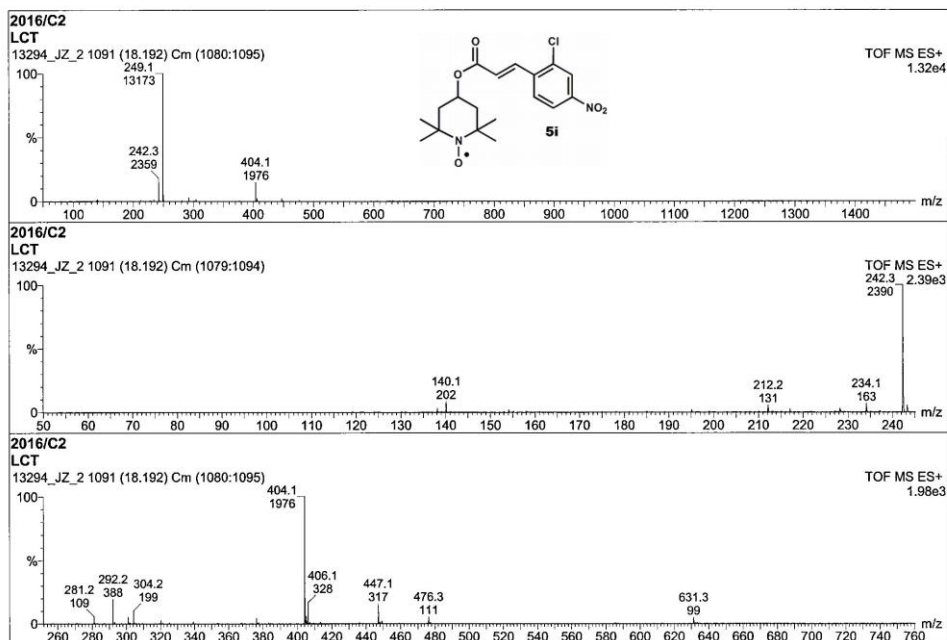 2016/C2
LCT
13294_JZ_2 1091 (18.192) Cm (1080:1095)
TOF MS ES+
1.32e4
249.1
13173
100
%
0
242.3
2359
404.1
1976
O
Cl
O
NO2
5i
N
O
•
100 200 300 400 500 600 700 800 900 1000 1100 1200 1300 1400
m/z
2016/C2
LCT
13294_JZ_2 1091 (18.192) Cm (1079:1094)
TOF MS ES+
242.3
2.39e3
2390
100
%
0
140.1
202
212.2
131
234.1
163
50 60 70 80 90 100 110 120 130 140 150 160 170 180 190 200 210 220 230 240
m/z
2016/C2
LCT
13294_JZ_2 1091 (18.192) Cm (1080:1095)
TOF MS ES+
1.98e3
404.1
1976
100
%
0
281.2
109
292.2
388
304.2
199
406.1
328
447.1
317
476.3
111
631.3
99
260 280 300 320 340 360 380 400 420 440 460 480 500 520 540 560 580 600 620 640 660 680 700 720 740 760
m/z